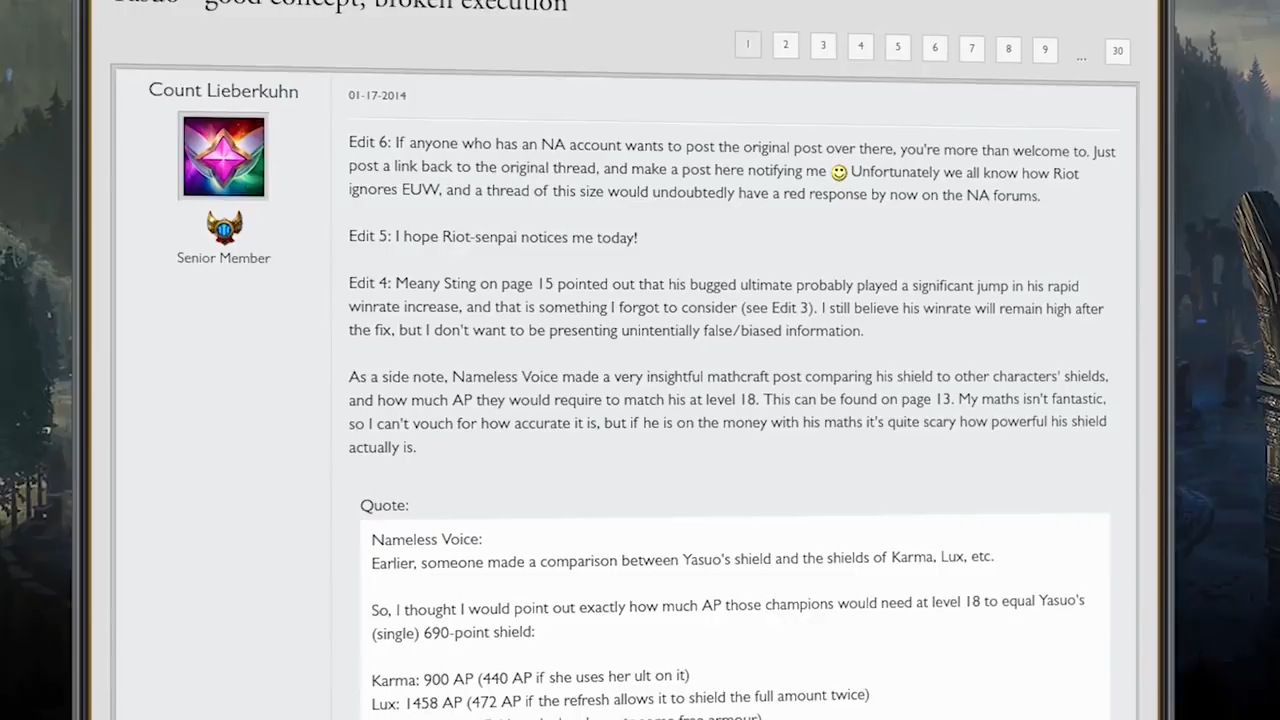 good concept, broken execution
1 2 3 4 5 6 7 8 9 ... 30
Count Lieberkuhn
Senior Member
01-17-2014
Edit 6: If anyone who has an NA account wants to post the original post over there, you're more than welcome to. Just
post a link back to the original thread, and make a post here notifying me Unfortunately we all know how Riot
ignores EUW, and a thread of this size would undoubtedly have a red response by now on the NA forums.
Edit 5: I hope Riot-senpai notices me today!
Edit 4: Meany Sting on page 15 pointed out that his bugged ultimate probably played a significant jump in his rapid
winrate increase, and that is something I forgot to consider (see Edit 3). I still believe his winrate will remain high after
the fix, but I don't want to be presenting unintentially false/biased information.
As a side note, Nameless Voice made a very insightful mathcraft post comparing his shield to other characters' shields,
and how much AP they would require to match his at level 18. This can be found on page 13. My maths isn't fantastic,
so I can't vouch for how accurate it is, but if he is on the money with his maths it's quite scary how powerful his shield
actually is.
Quote:
Nameless Voice:
Earlier, someone made a comparison between Yasuo's shield and the shields of Karma, Lux, etc.
So, I thought I would point out exactly how much AP those champions would need at level 18 to equal Yasuo's
(single) 690-point shield:
Karma: 900 AP (440 AP if she uses her ult on it)
Lux: 1458 AP (472 AP if the refresh allows it to shield the full amount twice)